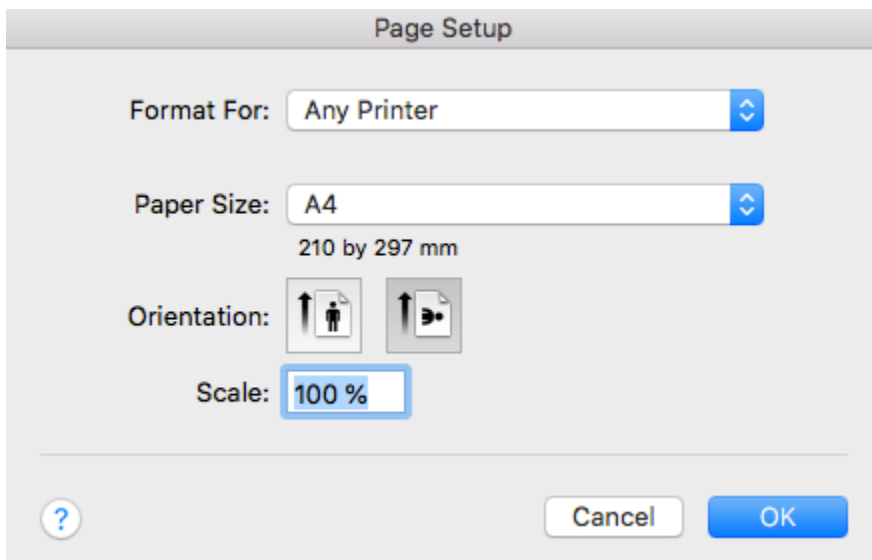 Page Setup
Format For: Any Printer
Paper Size: A4
210 by 297 mm
Orientation:
Scale: 100 %
? Cancel OK